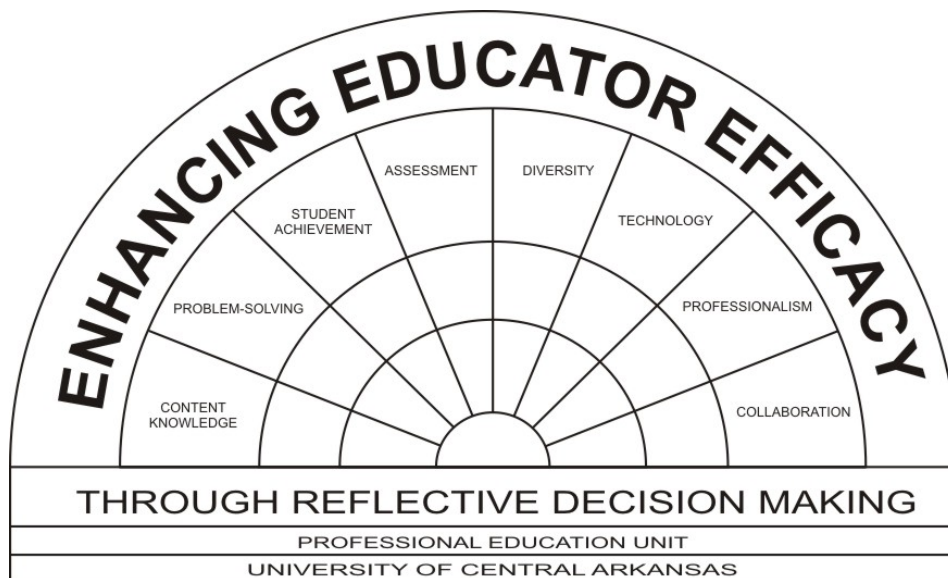 ENHANCING EDUCATOR EFFICACY
CONTENT
KNOWLEDGE
PROBLEM-SOLVING
STUDENT
ACHIEVEMENT
ASSESSMENT
DIVERSITY
TECHNOLOGY
PROFESSIONALISM
COLLABORATION
THROUGH REFLECTIVE DECISION MAKING
PROFESSIONAL EDUCATION UNIT
UNIVERSITY OF CENTRAL ARKANSAS